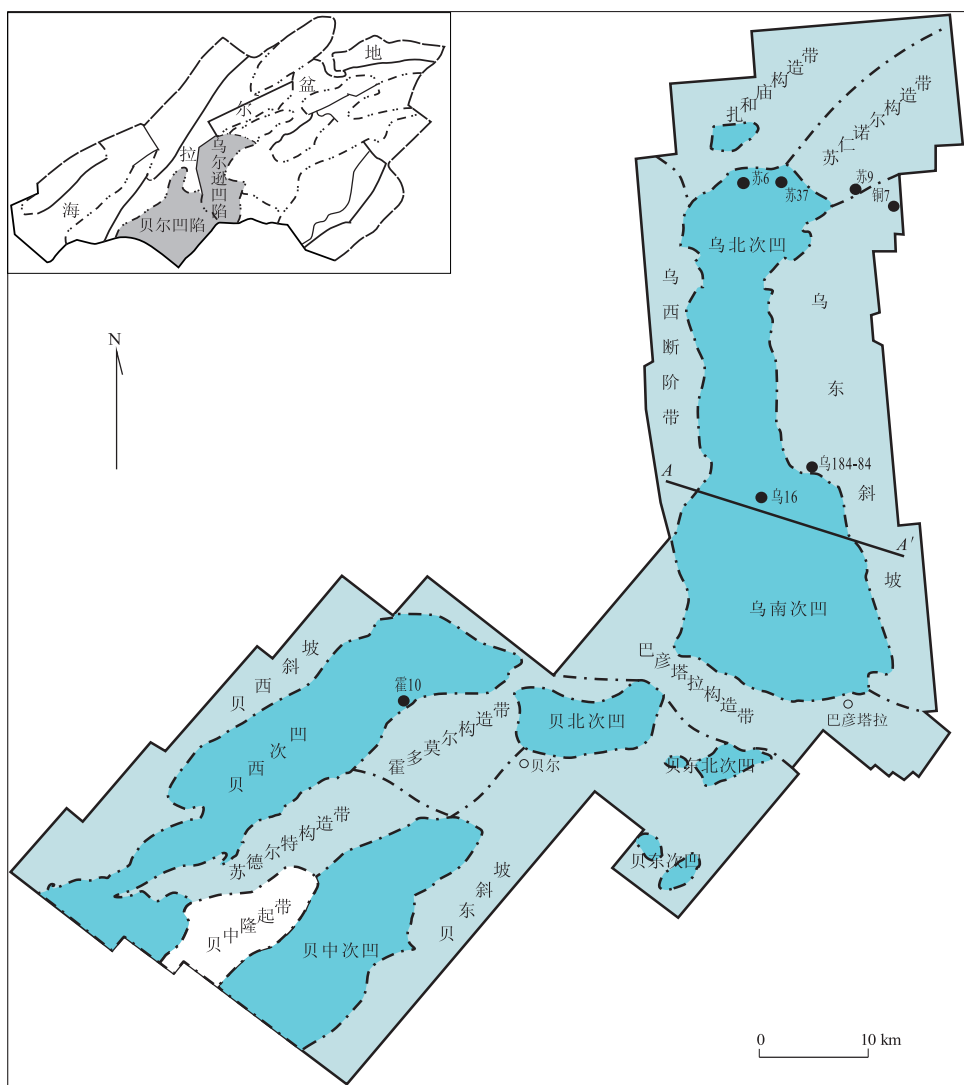 海拉尔盆地
乌尔逊凹陷
贝尔凹陷
N
扎和庙构造带
苏仁诺尔构造带
苏6
苏37
苏9
铜7
乌北次凹
乌西断阶带
乌东斜坡
乌184-84
A
乌16
A'
乌南次凹
巴彦塔拉构造带
巴彦塔拉
贝西斜坡
霍10
贝西次凹
霍多莫尔构造带
贝北次凹
贝尔
贝东北次凹
苏德尔特构造带
贝东次凹
贝中隆起带
贝中次凹
贝东斜坡
0 10 km